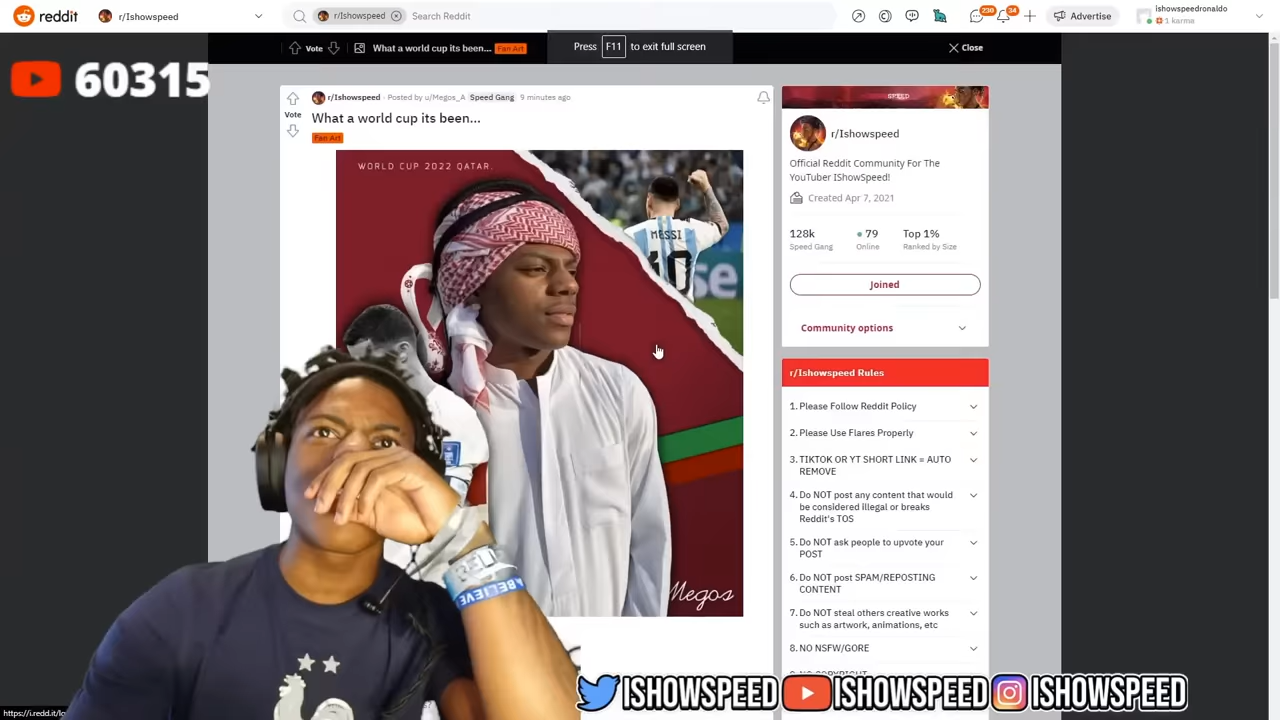 reddit
r/Ishowspeed
r/Ishowspeed
Search Reddit
230
34
Advertise
ishowspeedronaldo
1 karma
Vote
What a world cup its been...
Fan Art
Press F11 to exit full screen
Close
60315
r/Ishowspeed · Posted by u/Megos_A Speed Gang 9 minutes ago
Vote
What a world cup its been...
Fan Art
WORLD CUP 2022 QATAR.
MESSI
10
Megos
SPEED
r/Ishowspeed
Official Reddit Community For The
YouTuber IShowSpeed!
Created Apr 7, 2021
128k
79
Top 1%
Speed Gang
Online
Ranked by Size
Joined
Community options
r/Ishowspeed Rules
1. Please Follow Reddit Policy
2. Please Use Flares Properly
3. TIKTOK OR YT SHORT LINK = AUTO
REMOVE
4. Do NOT post any content that would
be considered illegal or breaks
Reddit's TOS
5. Do NOT ask people to upvote your
POST
6. Do NOT post SPAM/REPOSTING
CONTENT
7. Do NOT steal others creative works
such as artwork, animations, etc
8. NO NSFW/GORE
ISHOWSPEED
ISHOWSPEED
ISHOWSPEED